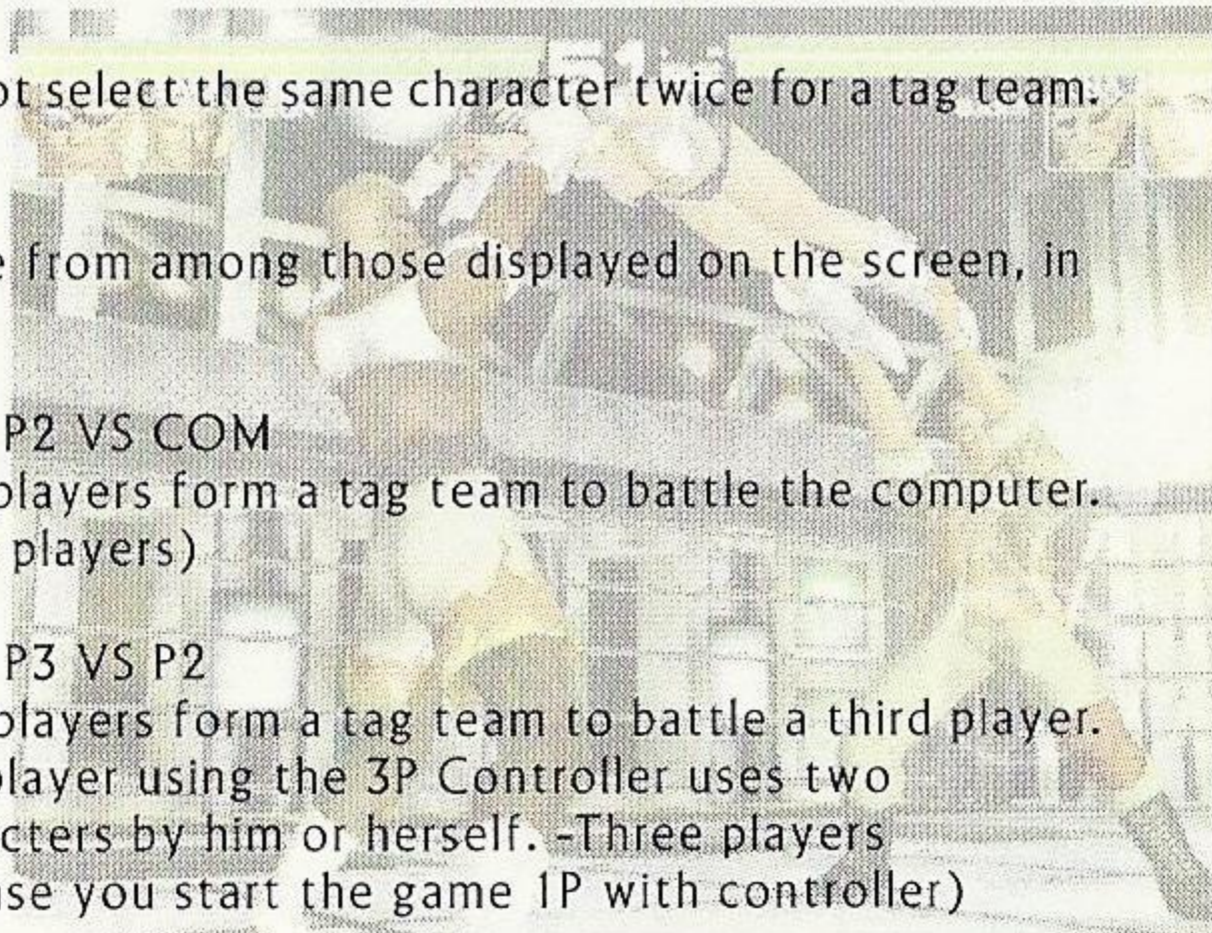 ot select the same character twice for a tag team.
e from among those displayed on the screen, in
P2 VS COM
players form a tag team to battle the computer.
players)
P3 VS P2
players form a tag team to battle a third player.
player using the 3P Controller uses two
cters by him or herself. -Three players
se you start the game 1P with controller)